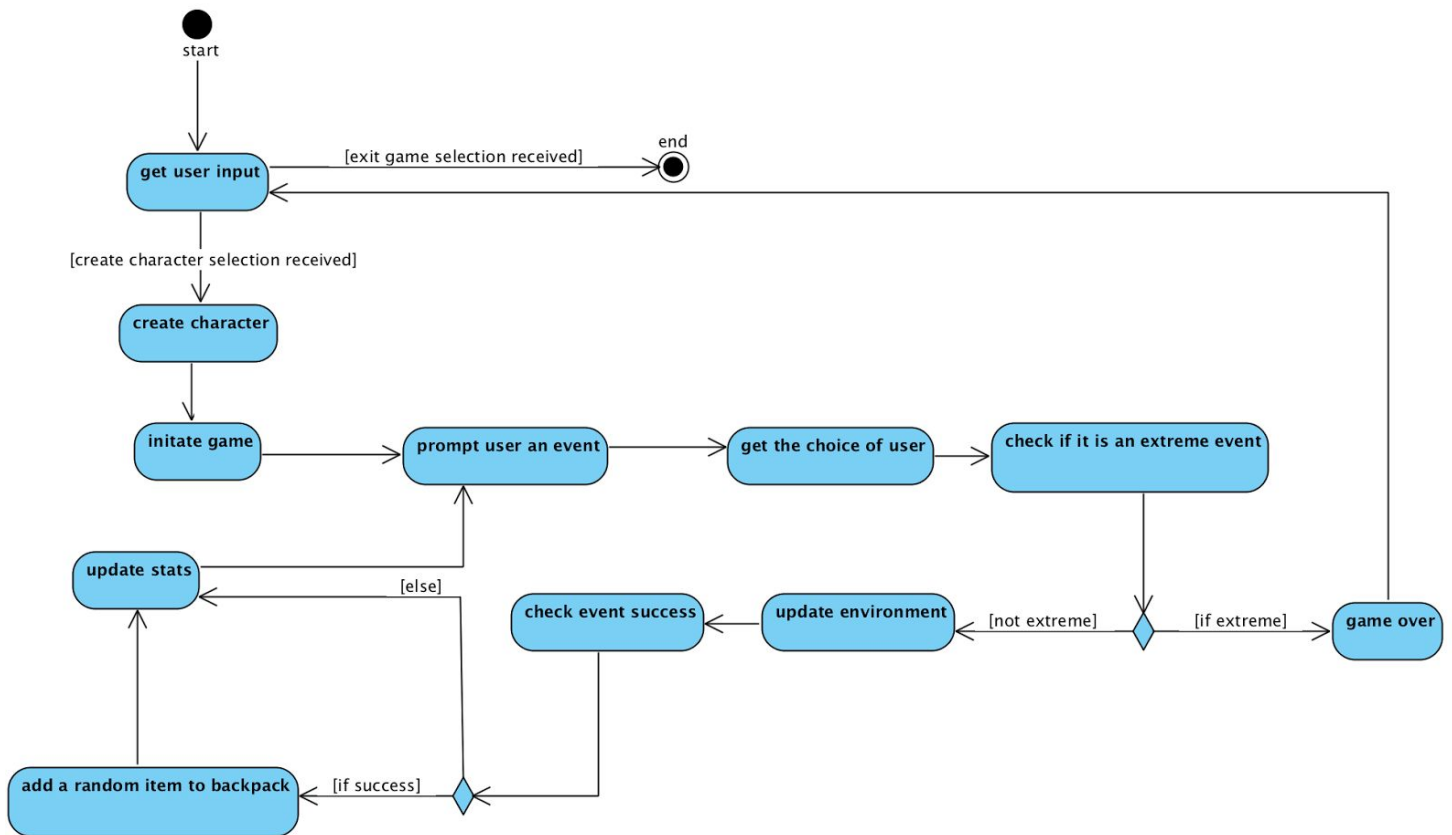 start
end
[exit game selection received]
get user input
[create character selection received]
create character
initate game
prompt user an event
get the choice of user
check if it is an extreme event
update stats
[else]
check event success
update environment
[not extreme]
[if extreme]
game over
add a random item to backpack
[if success]